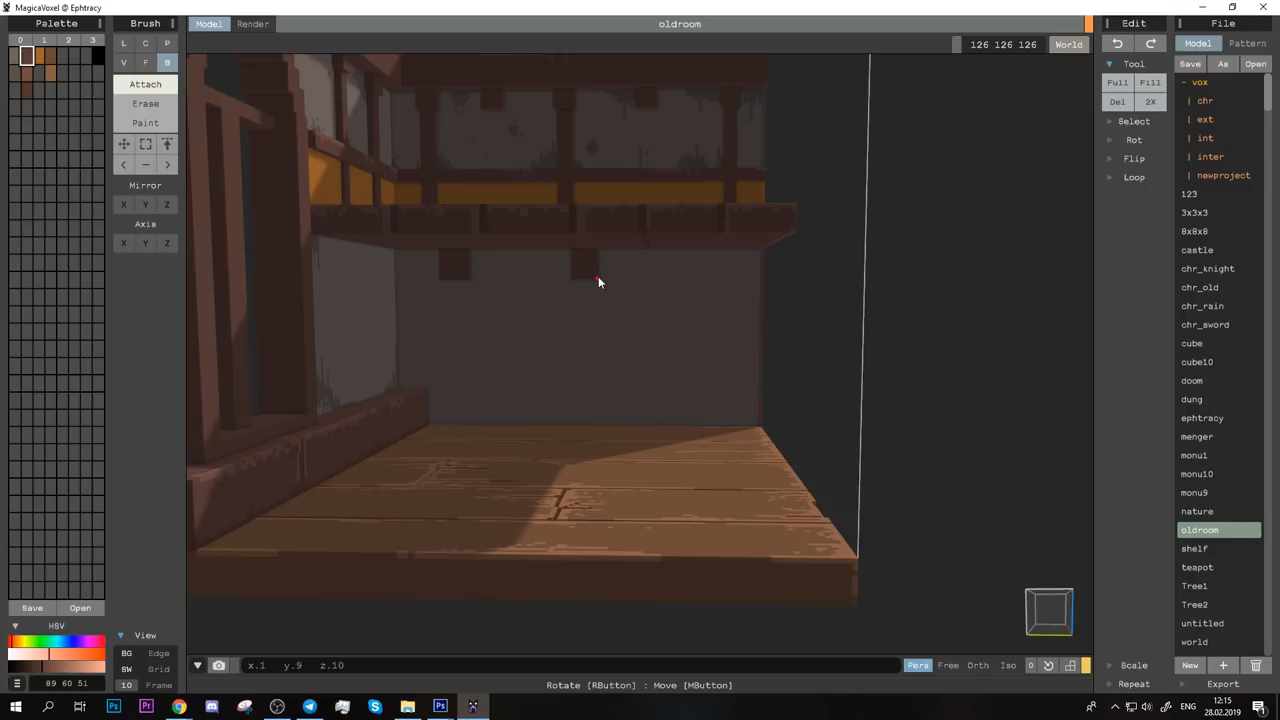 MagicaVoxel @ Ephtracy
Palette
0 1 2 3
Save Open
HSV
89 60 51
Brush
L C P
V F B
Attach
Erase
Paint
< − >
Mirror
X Y Z
Axis
X Y Z
View
BG Edge
SW Grid
10 Frame
Model Render
oldroom
126 126 126 World
x.1 y.9 z.10
Pers Free Orth Iso 0
Rotate [RButton] : Move [MButton]
Edit
Tool
Full Fill
Del 2X
Select
Rot
Flip
Loop
Scale
Repeat
File
Model Pattern
Save As Open
− vox
| chr
| ext
| int
| inter
| newproject
123
3x3x3
8x8x8
castle
chr_knight
chr_old
chr_rain
chr_sword
cube
cube10
doom
dung
ephtracy
menger
monu1
monu10
monu9
nature
oldroom
shelf
teapot
Tree1
Tree2
untitled
world
New +
Export
Ps Pr Ps
12:15
28.02.2019